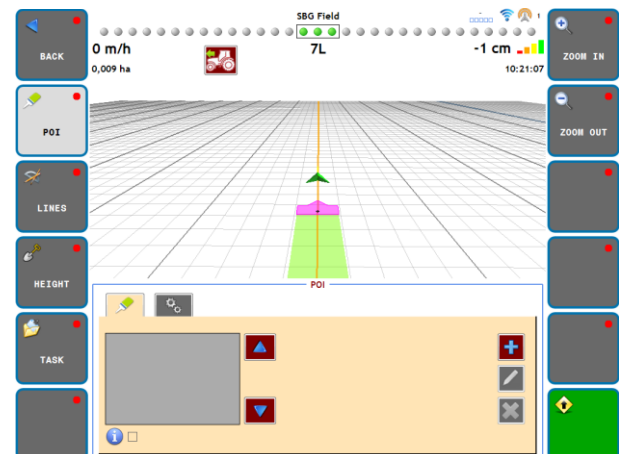 SBG Field
1
BACK
0 m/h
7L
-1 cm
ZOOM IN
0,009 ha
10:21:07
POI
ZOOM OUT
LINES
HEIGHT
POI
TASK